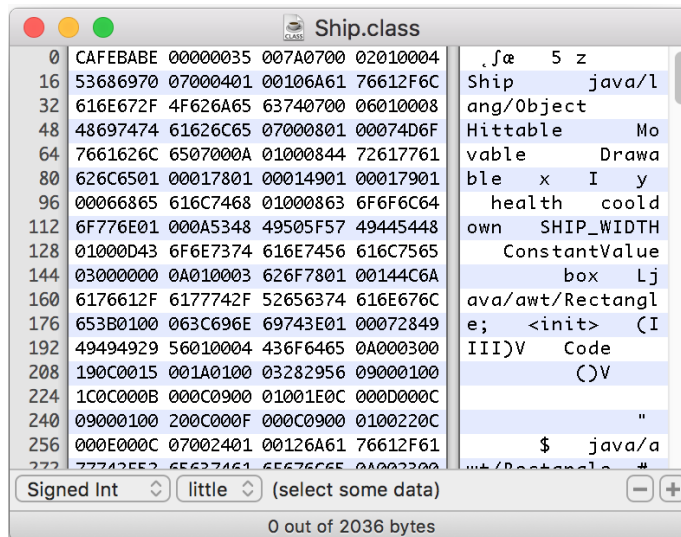 Ship.class
0 CAFEBABE 00000035 007A0700 02010004 ˛∫œ 5 z
16 53686970 07000401 00106A61 76612F6C Ship java/l
32 616E672F 4F626A65 63740700 06010008 ang/Object
48 48697474 61626C65 07000801 00074D6F Hittable Mo
64 7661626C 6507000A 01000844 72617761 vable Drawa
80 626C6501 00017801 00014901 00017901 ble x I y
96 00066865 616C7468 01000863 6F6F6C64 health coold
112 6F776E01 000A5348 49505F57 49445448 own SHIP_WIDTH
128 01000D43 6F6E7374 616E7456 616C7565 ConstantValue
144 03000000 0A010003 626F7801 00144C6A box Lj
160 6176612F 6177742F 52656374 616E676C ava/awt/Rectangl
176 653B0100 063C696E 69743E01 00072849 e; <init> (I
192 49494929 56010004 436F6465 0A000300 III)V Code
208 190C0015 001A0100 03282956 09000100 ()V
224 1C0C000B 000C0900 01001E0C 000D000C
240 09000100 200C000F 000C0900 0100220C "
256 000E000C 07002401 00126A61 76612F61 $ java/a
Signed Int little (select some data)
0 out of 2036 bytes